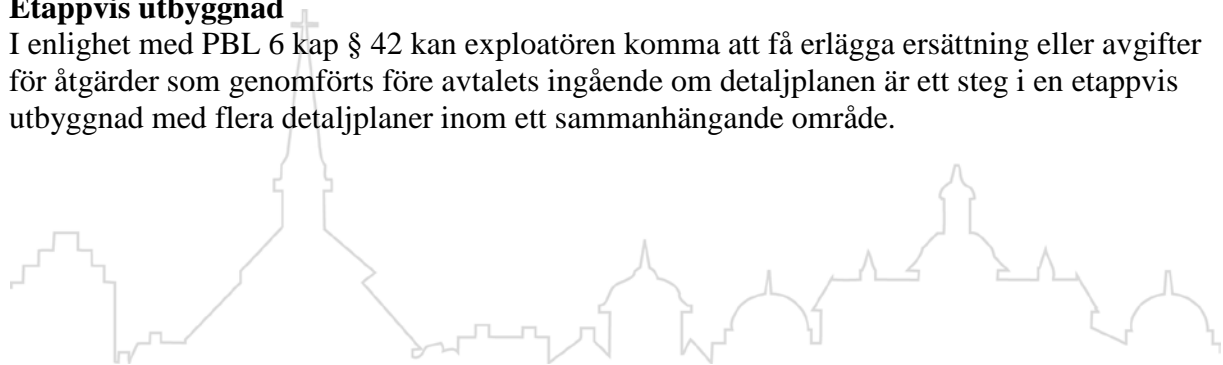 Etappvis utbyggnad
I enlighet med PBL 6 kap § 42 kan exploatören komma att få erlägga ersättning eller avgifter
för åtgärder som genomförts före avtalets ingående om detaljplanen är ett steg i en etappvis
utbyggnad med flera detaljplaner inom ett sammanhängande område.